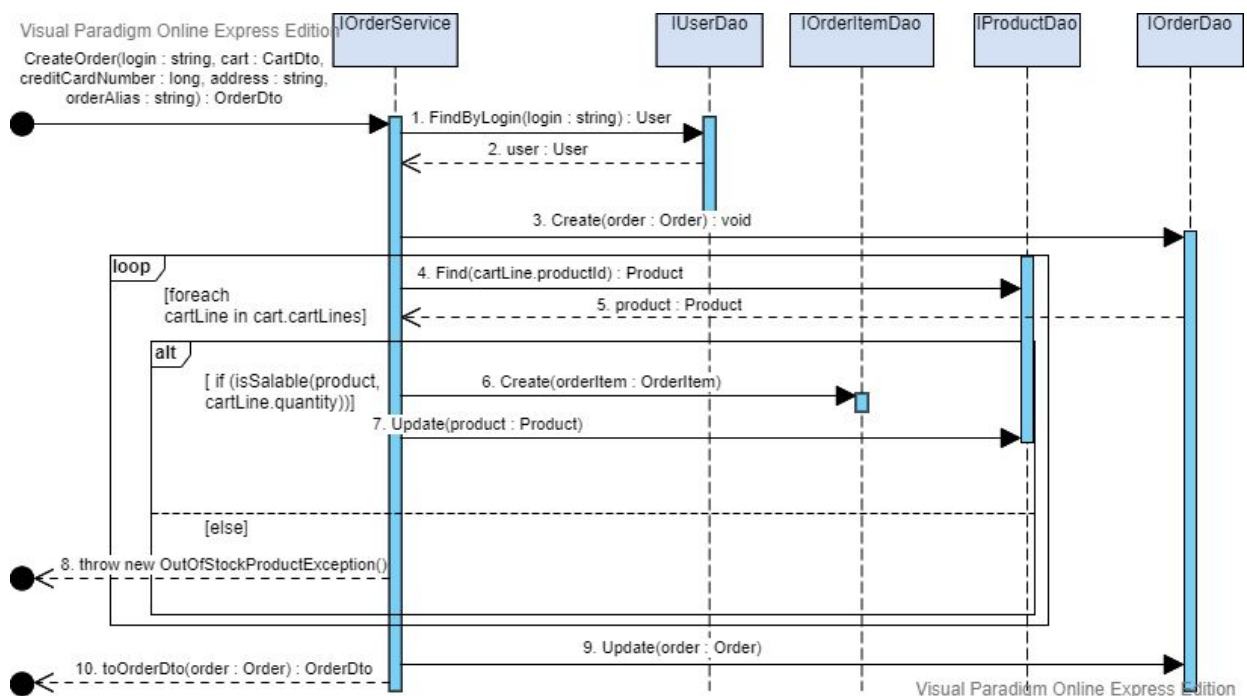 Visual Paradigm Online Express Edition
IOrderService
IUserDao
IOrderItemDao
IProductDao
IOrderDao
CreateOrder(login : string, cart : CartDto,
creditCardNumber : long, address : string,
orderAlias : string) : OrderDto
1. FindByLogin(login : string) : User
2. user : User
3. Create(order : Order) : void
loop
4. Find(cartLine.productId) : Product
[foreach
cartLine in cart.cartLines]
5. product : Product
alt
[ if (isSalable(product,
cartLine.quantity))]
6. Create(orderItem : OrderItem)
7. Update(product : Product)
[else]
8. throw new OutOfStockProductException()
9. Update(order : Order)
10. toOrderDto(order : Order) : OrderDto
Visual Paradigm Online Express Edition